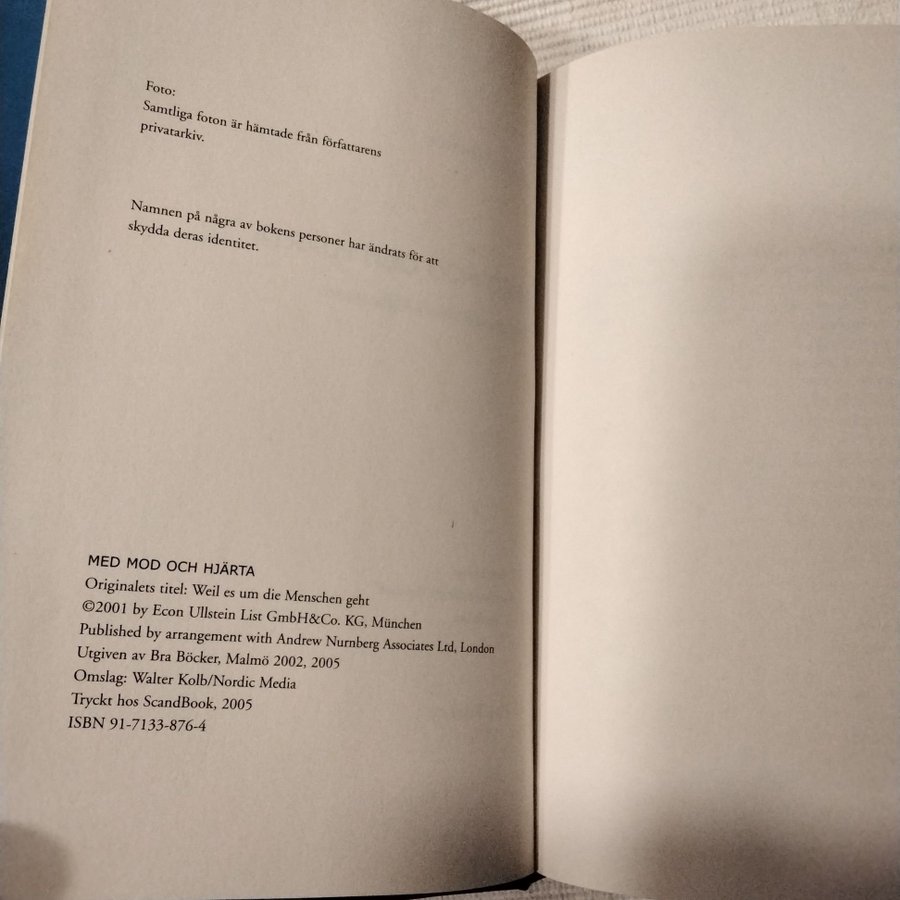 Foto:
Samtliga foton är hämtade från författarens
privatarkiv.
Namnen på några av bokens personer har ändrats för att
skydda deras identitet.
MED MOD OCH HJÄRTA
Originalets titel: Weil es um die Menschen geht
©2001 by Econ Ullstein List GmbH&Co. KG, München
Published by arrangement with Andrew Nurnberg Associates Ltd, London
Utgiven av Bra Böcker, Malmö 2002, 2005
Omslag: Walter Kolb/Nordic Media
Tryckt hos ScandBook, 2005
ISBN 91-7133-876-4